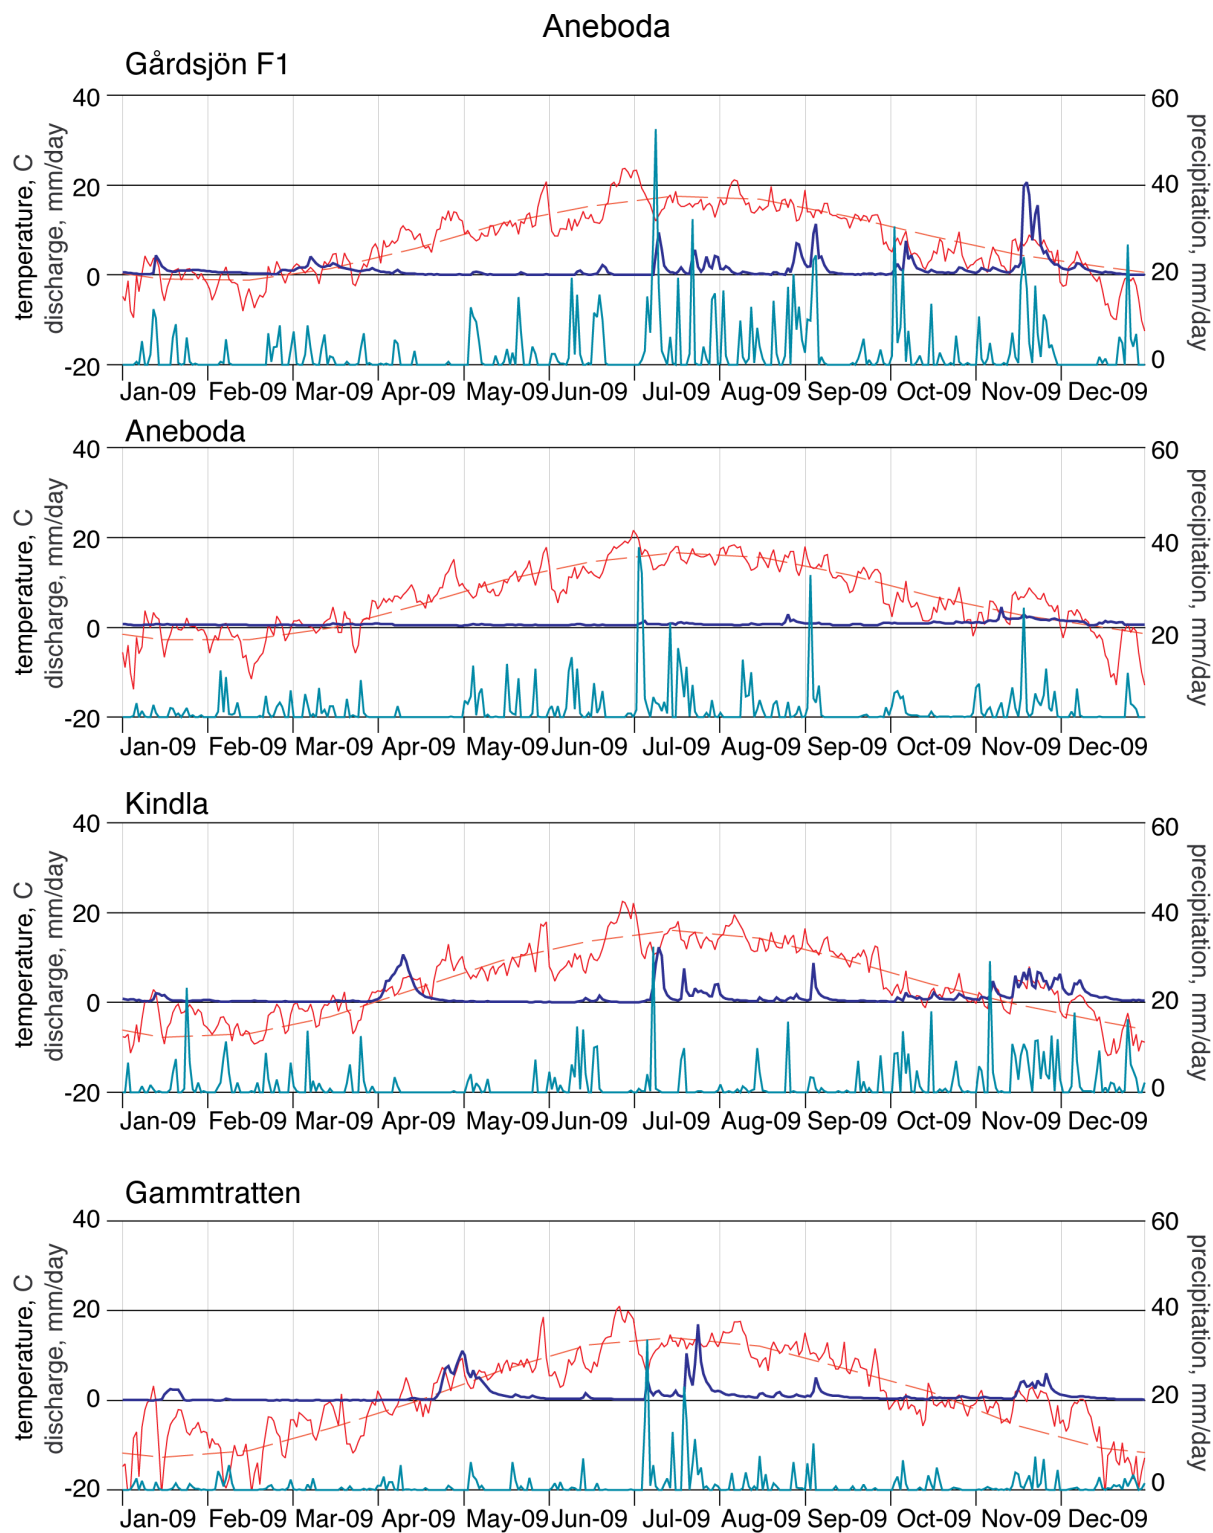 Aneboda
Gårdsjön F1
40
20
0
-20
temperature, C
discharge, mm/day
60
40
20
0
precipitation, mm/day
Jan-09 Feb-09 Mar-09 Apr-09 May-09 Jun-09 Jul-09 Aug-09 Sep-09 Oct-09 Nov-09 Dec-09
Aneboda
40
20
0
-20
temperature, C
discharge, mm/day
60
40
20
0
precipitation, mm/day
Jan-09 Feb-09 Mar-09 Apr-09 May-09 Jun-09 Jul-09 Aug-09 Sep-09 Oct-09 Nov-09 Dec-09
Kindla
40
20
0
-20
temperature, C
discharge, mm/day
60
40
20
0
precipitation, mm/day
Jan-09 Feb-09 Mar-09 Apr-09 May-09 Jun-09 Jul-09 Aug-09 Sep-09 Oct-09 Nov-09 Dec-09
Gammtratten
40
20
0
-20
temperature, C
discharge, mm/day
60
40
20
0
precipitation, mm/day
Jan-09 Feb-09 Mar-09 Apr-09 May-09 Jun-09 Jul-09 Aug-09 Sep-09 Oct-09 Nov-09 Dec-09